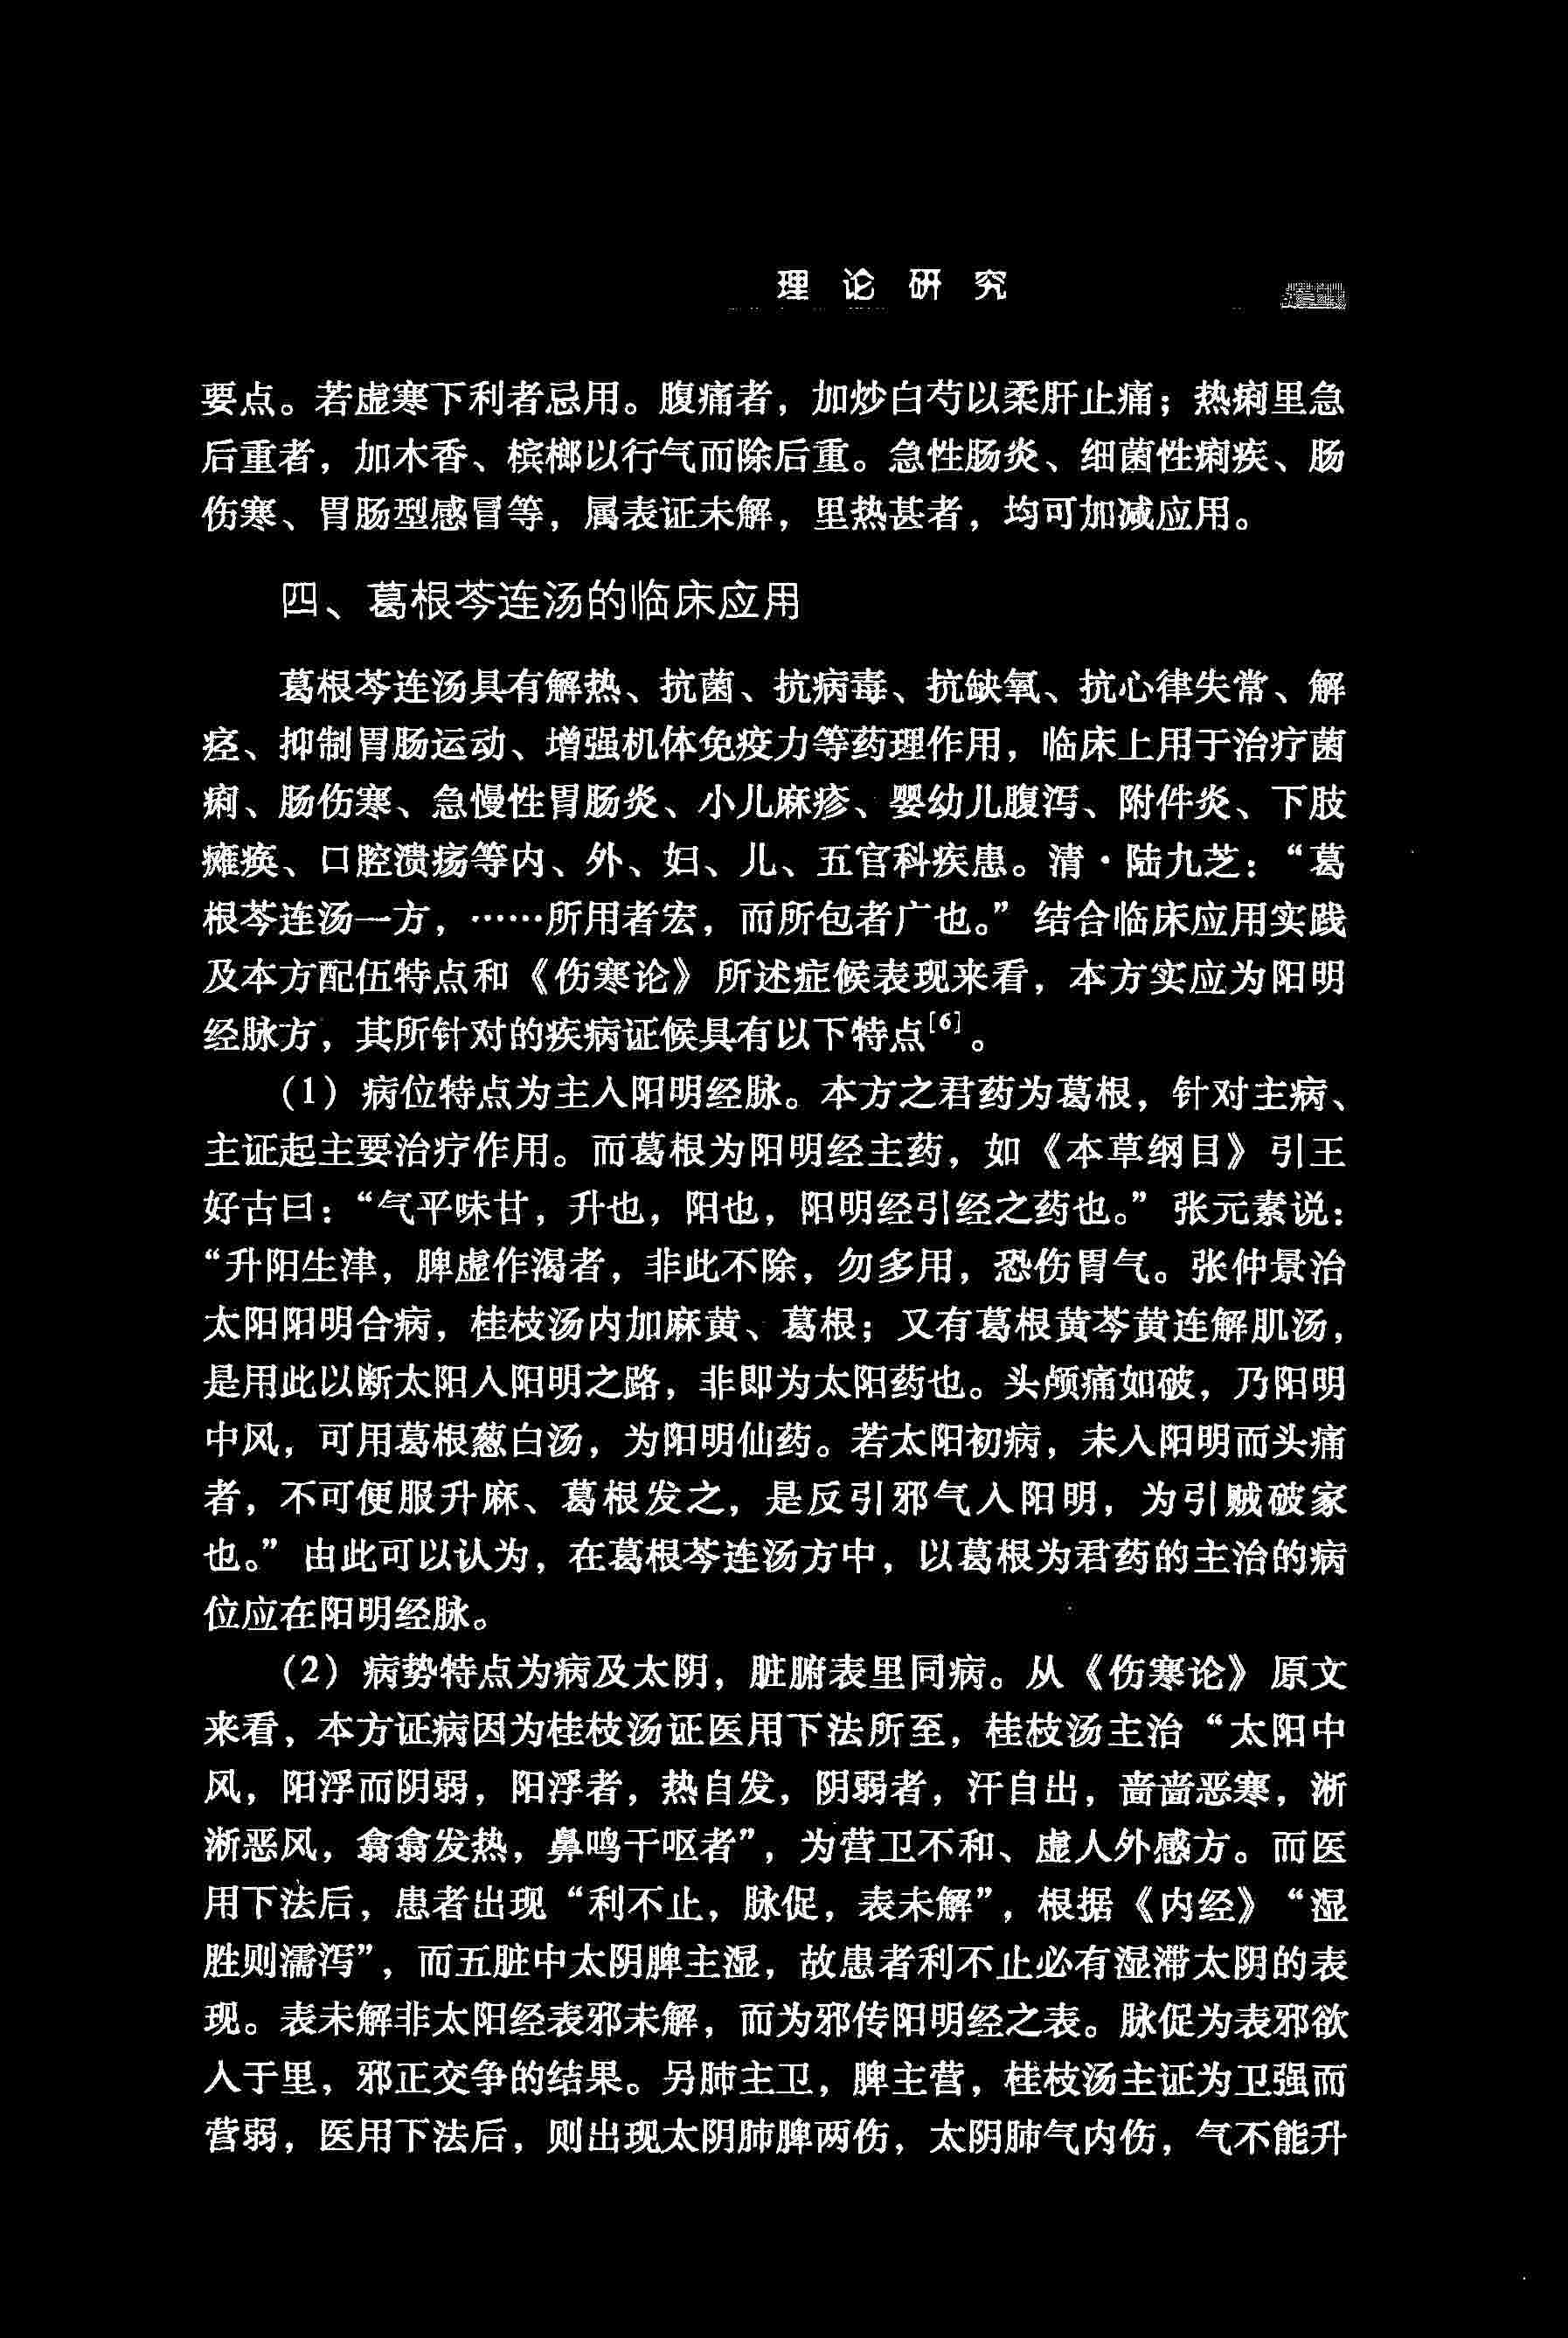 理论研究
要点。若虚寒下利者忌用。腹痛者，加炒白芍以柔肝止痛；热痢里急
后重者，加木香、槟榔以行气而除后重。急性肠炎、细菌性痢疾、肠
伤寒、胃肠型感冒等，属表证未解，里热甚者，均可加减应用。
四、葛根芩连汤的临床应用
葛根芩连汤具有解热、抗菌、抗病毒、抗缺氧、抗心律失常、解
痉、抑制胃肠运动、增强机体免疫力等药理作用，临床上用于治疗菌
痢、肠伤寒、急慢性胃肠炎、小儿麻疹、婴幼儿腹泻、附件炎、下肢
瘫痪、口腔溃疡等内、外、妇、儿、五官科疾患。清·陆九芝：“葛
根芩连汤一方，……所用者宏，而所包者广也。”结合临床应用实践
及本方配伍特点和《伤寒论》所述症候表现来看，本方实应为阳明
经脉方，其所针对的疾病证候具有以下特点[6]。
(1) 病位特点为主入阳明经脉。本方之君药为葛根，针对主病、
主证起主要治疗作用。而葛根为阳明经主药，如《本草纲目》引王
好古曰：“气平味甘，升也，阳也，阳明经引经之药也。”张元素说：
“升阳生津，脾虚作渴者，非此不除，勿多用，恐伤胃气。张仲景治
太阳阳明合病，桂枝汤内加麻黄、葛根；又有葛根黄芩黄连解肌汤，
是用此以断太阳入阳明之路，非即为太阳药也。头颅痛如破，乃阳明
中风，可用葛根葱白汤，为阳明仙药。若太阳初病，未入阳明而头痛
者，不可便服升麻、葛根发之，是反引邪气入阳明，为引贼破家
也。”由此可以认为，在葛根芩连汤方中，以葛根为君药的主治的病
位应在阳明经脉。
(2) 病势特点为病及太阴，脏腑表里同病。从《伤寒论》原文
来看，本方证病因为桂枝汤证医用下法所至，桂枝汤主治“太阳中
风，阳浮而阴弱，阳浮者，热自发，阴弱者，汗自出，啬啬恶寒，淅
淅恶风，翕翕发热，鼻鸣干呕者”，为营卫不和、虚人外感方。而医
用下法后，患者出现“利不止，脉促，表未解”，根据《内经》“湿
胜则濡泻”，而五脏中太阴脾主湿，故患者利不止必有湿滞太阴的表
现。表未解非太阳经表邪未解，而为邪传阳明经之表。脉促为表邪欲
入于里，邪正交争的结果。另肺主卫，脾主营，桂枝汤主证为卫强而
营弱，医用下法后，则出现太阴肺脾两伤，太阴肺气内伤，气不能升